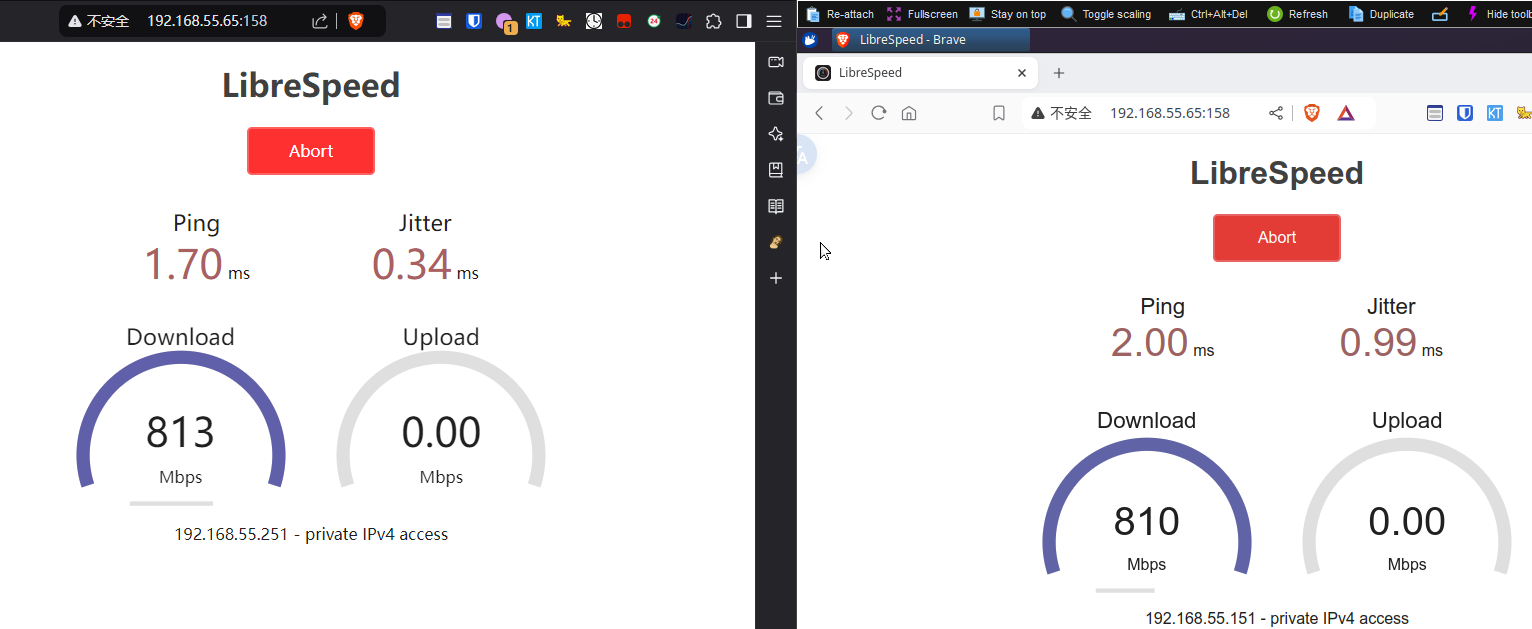 不安全 192.168.55.65:158
KT
1
24
LibreSpeed
Abort
Ping Jitter
1.70 ms 0.34 ms
Download Upload
813 0.00
Mbps Mbps
192.168.55.251 - private IPv4 access
Re-attach Fullscreen Stay on top Toggle scaling Ctrl+Alt+Del Refresh Duplicate
LibreSpeed - Brave
LibreSpeed
不安全 192.168.55.65:158
KT
LibreSpeed
Abort
Ping Jitter
2.00 ms 0.99 ms
Download Upload
810 0.00
Mbps Mbps
192.168.55.151 - private IPv4 access